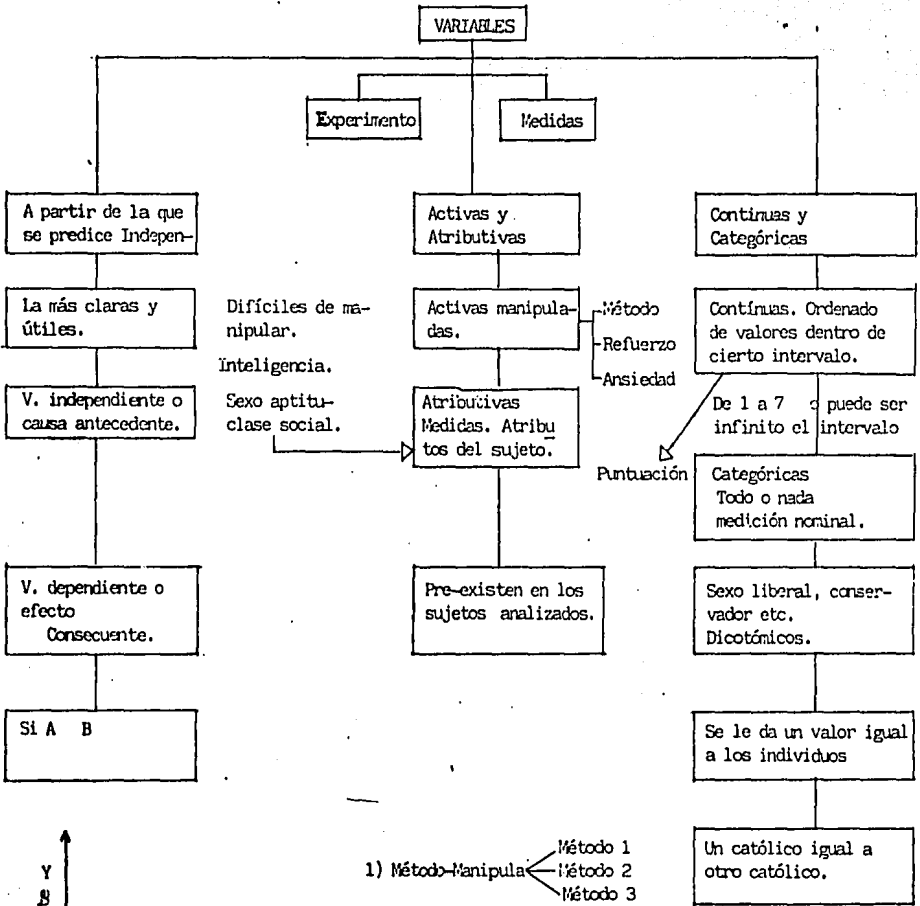 VARIABLES
Experimento
Medidas
A partir de la que
se predice Indepen-
La más claras y
útiles.
V. independiente o
causa antecedente.
V. dependiente o
efecto
Consecuente.
Si A B
Difíciles de ma-
nipular.
Inteligencia.
Sexo aptitu-
clase social.
Activas y
Atributivas
Activas manipula-
das.
Método
Refuerzo
Ansiedad
Atributivas
Medidas. Atribu
tos del sujeto.
Pre-existen en los
sujetos analizados.
Continuas y
Categóricas
Contínuas. Ordenado
de valores dentro de
cierto intervalo.
De 1 a 7 o puede ser
infinito el intervalo
Puntuación
Categóricas
Todo o nada
medición nominal.
Sexo liberal, conser-
vador etc.
Dicotómicos.
Se le da un valor igual
a los individuos
Un católico igual a
otro católico.
Y
1) Método-Manipula
Método 1
Método 2
Método 3